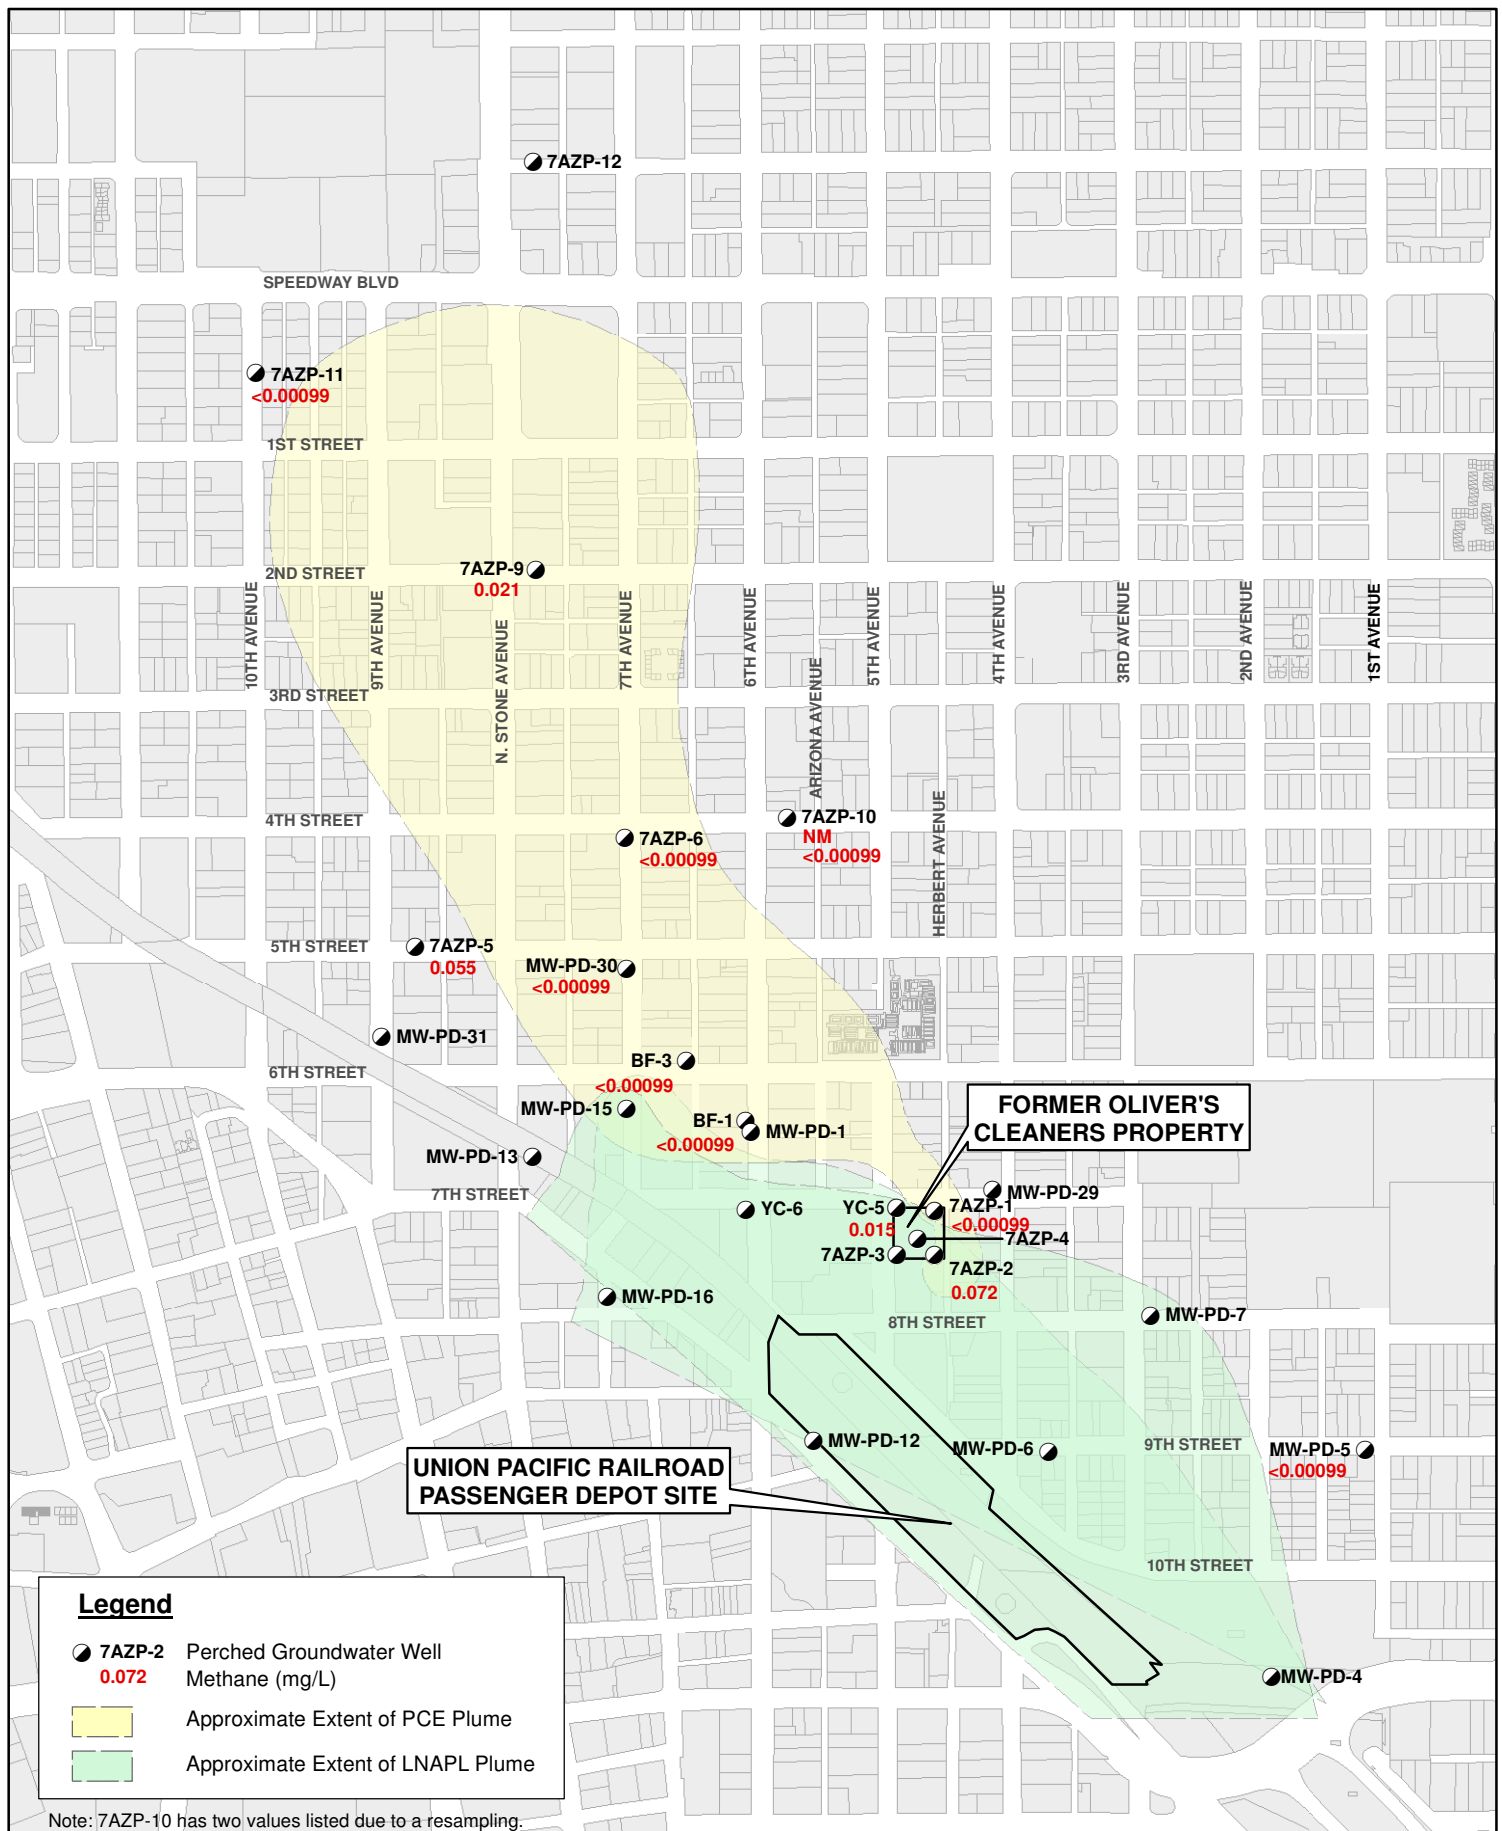 7AZP-12
SPEEDWAY BLVD
7AZP-11
<0.00099
1ST STREET
2ND STREET
7AZP-9
0.021
10TH AVENUE
9TH AVENUE
N. STONE AVENUE
7TH AVENUE
6TH AVENUE
ARIZONA AVENUE
5TH AVENUE
4TH AVENUE
3RD AVENUE
2ND AVENUE
1ST AVENUE
3RD STREET
HERBERT AVENUE
4TH STREET
7AZP-6
<0.00099
7AZP-10
NM
<0.00099
5TH STREET
7AZP-5
0.055
MW-PD-30
<0.00099
MW-PD-31
6TH STREET
BF-3
<0.00099
MW-PD-15
BF-1
<0.00099
MW-PD-1
FORMER OLIVER'S
CLEANERS PROPERTY
MW-PD-13
7TH STREET
YC-6
YC-5
0.015
MW-PD-29
7AZP-1
<0.00099
7AZP-4
7AZP-3
7AZP-2
0.072
MW-PD-16
8TH STREET
MW-PD-7
MW-PD-12
MW-PD-6
9TH STREET
MW-PD-5
<0.00099
UNION PACIFIC RAILROAD
PASSENGER DEPOT SITE
10TH STREET
MW-PD-4
Legend
7AZP-2 Perched Groundwater Well
0.072 Methane (mg/L)
Approximate Extent of PCE Plume
Approximate Extent of LNAPL Plume
Note: 7AZP-10 has two values listed due to a resampling.